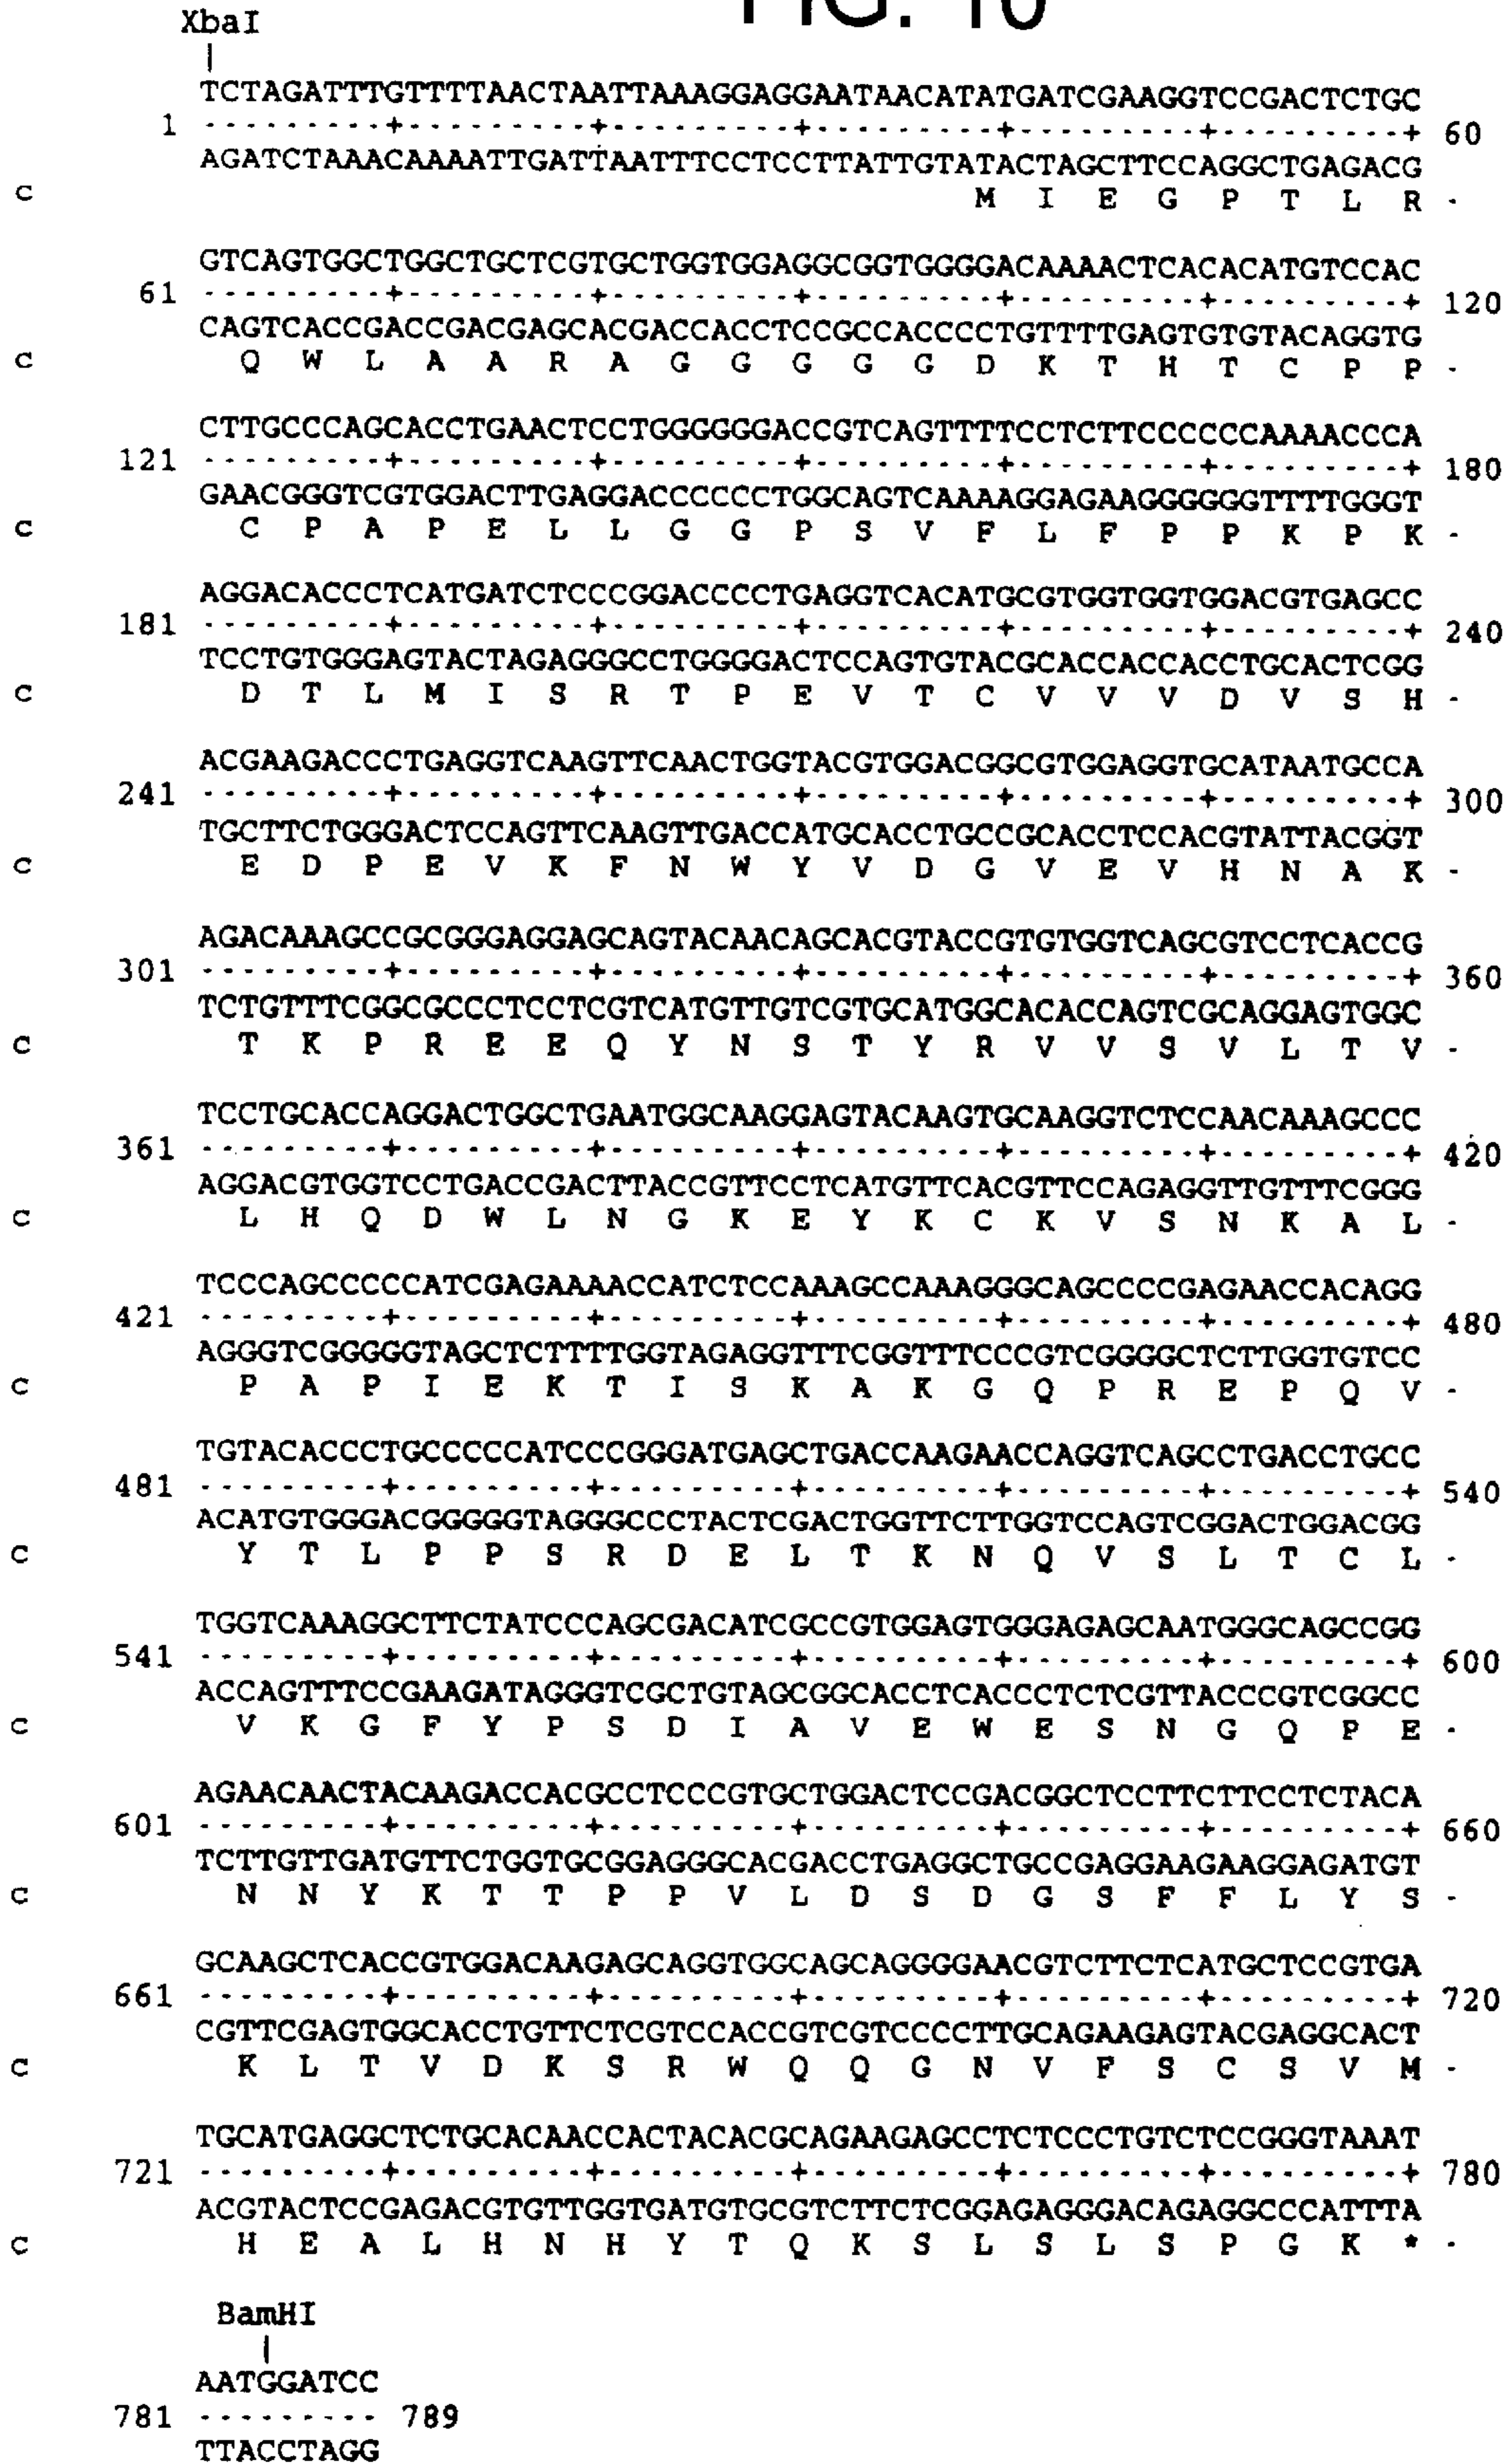 FIG. 10
XbaI
|
TCTAGATTTGTTTTAACTAATTAAAGGAGGAATAACATATGATCGAAGGTCCGACTCTGC
1 ---------+---------+---------+---------+---------+---------+ 60
AGATCTAAACAAAATTGATTAATTTCCTCCTTATTGTATACTAGCTTCCAGGCTGAGACG
c M I E G P T L R -
GTCAGTGGCTGGCTGCTCGTGCTGGTGGAGGCGGTGGGGACAAAACTCACACATGTCCAC
61 ---------+---------+---------+---------+---------+---------+ 120
CAGTCACCGACCGACGAGCACGACCACCTCCGCCACCCCTGTTTTGAGTGTGTACAGGTG
c Q W L A A R A G G G G G D K T H T C P P -
CTTGCCCAGCACCTGAACTCCTGGGGGGACCGTCAGTTTTCCTCTTCCCCCCAAAACCCA
121 ---------+---------+---------+---------+---------+---------+ 180
GAACGGGTCGTGGACTTGAGGACCCCCCTGGCAGTCAAAAGGAGAAGGGGGGTTTTGGGT
c C P A P E L L G G P S V F L F P P K P K -
AGGACACCCTCATGATCTCCCGGACCCCTGAGGTCACATGCGTGGTGGTGGACGTGAGCC
181 ---------+---------+---------+---------+---------+---------+ 240
TCCTGTGGGAGTACTAGAGGGCCTGGGGACTCCAGTGTACGCACCACCACCTGCACTCGG
c D T L M I S R T P E V T C V V V D V S H -
ACGAAGACCCTGAGGTCAAGTTCAACTGGTACGTGGACGGCGTGGAGGTGCATAATGCCA
241 ---------+---------+---------+---------+---------+---------+ 300
TGCTTCTGGGACTCCAGTTCAAGTTGACCATGCACCTGCCGCACCTCCACGTATTACGGT
c E D P E V K F N W Y V D G V E V H N A K -
AGACAAAGCCGCGGGAGGAGCAGTACAACAGCACGTACCGTGTGGTCAGCGTCCTCACCG
301 ---------+---------+---------+---------+---------+---------+ 360
TCTGTTTCGGCGCCCTCCTCGTCATGTTGTCGTGCATGGCACACCAGTCGCAGGAGTGGC
c T K P R E E Q Y N S T Y R V V S V L T V -
TCCTGCACCAGGACTGGCTGAATGGCAAGGAGTACAAGTGCAAGGTCTCCAACAAAGCCC
361 ---------+---------+---------+---------+---------+---------+ 420
AGGACGTGGTCCTGACCGACTTACCGTTCCTCATGTTCACGTTCCAGAGGTTGTTTCGGG
c L H Q D W L N G K E Y K C K V S N K A L -
TCCCAGCCCCCATCGAGAAAACCATCTCCAAAGCCAAAGGGCAGCCCCGAGAACCACAGG
421 ---------+---------+---------+---------+---------+---------+ 480
AGGGTCGGGGGTAGCTCTTTTGGTAGAGGTTTCGGTTTCCCGTCGGGGCTCTTGGTGTCC
c P A P I E K T I S K A K G Q P R E P Q V -
TGTACACCCTGCCCCCATCCCGGGATGAGCTGACCAAGAACCAGGTCAGCCTGACCTGCC
481 ---------+---------+---------+---------+---------+---------+ 540
ACATGTGGGACGGGGGTAGGGCCCTACTCGACTGGTTCTTGGTCCAGTCGGACTGGACGG
c Y T L P P S R D E L T K N Q V S L T C L -
TGGTCAAAGGCTTCTATCCCAGCGACATCGCCGTGGAGTGGGAGAGCAATGGGCAGCCGG
541 ---------+---------+---------+---------+---------+---------+ 600
ACCAGTTTCCGAAGATAGGGTCGCTGTAGCGGCACCTCACCCTCTCGTTACCCGTCGGCC
c V K G F Y P S D I A V E W E S N G Q P E -
AGAACAACTACAAGACCACGCCTCCCGTGCTGGACTCCGACGGCTCCTTCTTCCTCTACA
601 ---------+---------+---------+---------+---------+---------+ 660
TCTTGTTGATGTTCTGGTGCGGAGGGCACGACCTGAGGCTGCCGAGGAAGAAGGAGATGT
c N N Y K T T P P V L D S D G S F F L Y S -
GCAAGCTCACCGTGGACAAGAGCAGGTGGCAGCAGGGGAACGTCTTCTCATGCTCCGTGA
661 ---------+---------+---------+---------+---------+---------+ 720
CGTTCGAGTGGCACCTGTTCTCGTCCACCGTCGTCCCCTTGCAGAAGAGTACGAGGCACT
c K L T V D K S R W Q Q G N V F S C S V M -
TGCATGAGGCTCTGCACAACCACTACACGCAGAAGAGCCTCTCCCTGTCTCCGGGTAAAT
721 ---------+---------+---------+---------+---------+---------+ 780
ACGTACTCCGAGACGTGTTGGTGATGTGCGTCTTCTCGGAGAGGGACAGAGGCCCATTTA
c H E A L H N H Y T Q K S L S L S P G K * -
BamHI
|
AATGGATCC
781 --------- 789
TTACCTAGG